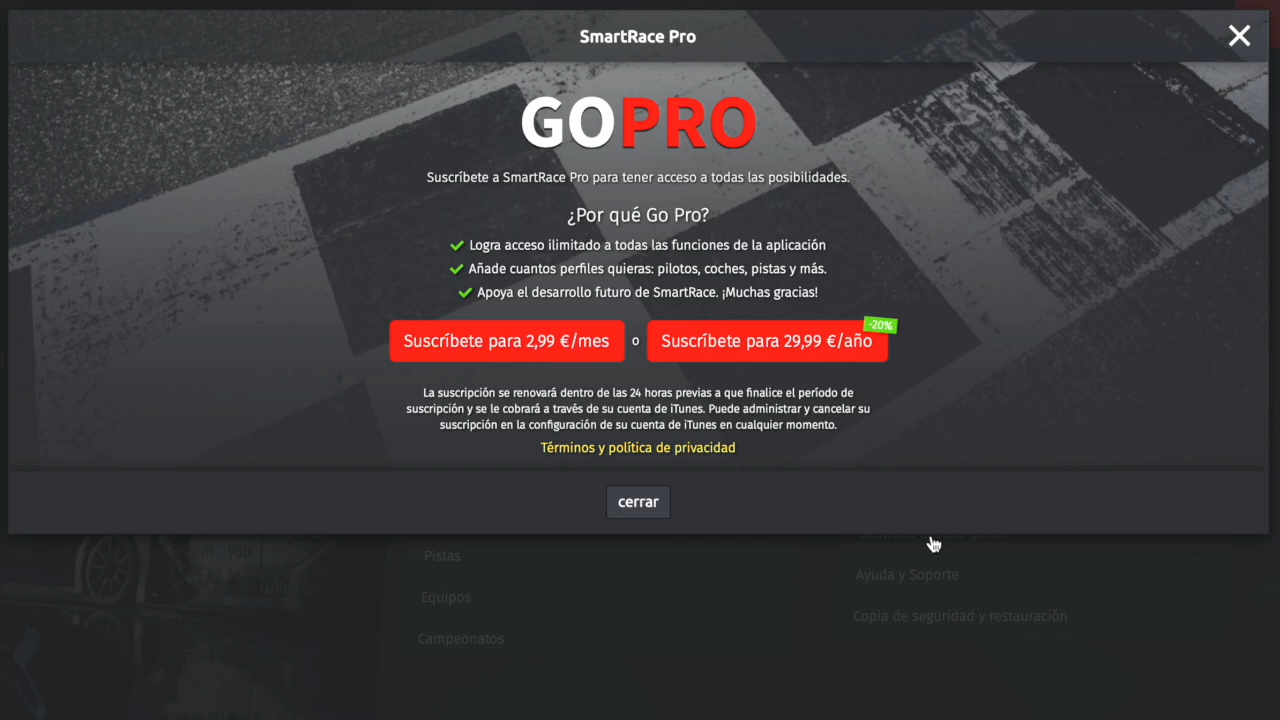 SmartRace Pro
GOPRO
Suscríbete a SmartRace Pro para tener acceso a todas las posibilidades.
¿Por qué Go Pro?
Logra acceso ilimitado a todas las funciones de la aplicación
Añade cuantos perfiles quieras: pilotos, coches, pistas y más.
Apoya el desarrollo futuro de SmartRace. ¡Muchas gracias!
-20%
Suscríbete para 2,99 €/mes o Suscríbete para 29,99 €/año
La suscripción se renovará dentro de las 24 horas previas a que finalice el período de
suscripción y se le cobrará a través de su cuenta de iTunes. Puede administrar y cancelar su
suscripción en la configuración de su cuenta de iTunes en cualquier momento.
Términos y política de privacidad
cerrar
Pistas
Ayuda y Soporte
Equipos
Copia de seguridad y restauración
Campeonatos